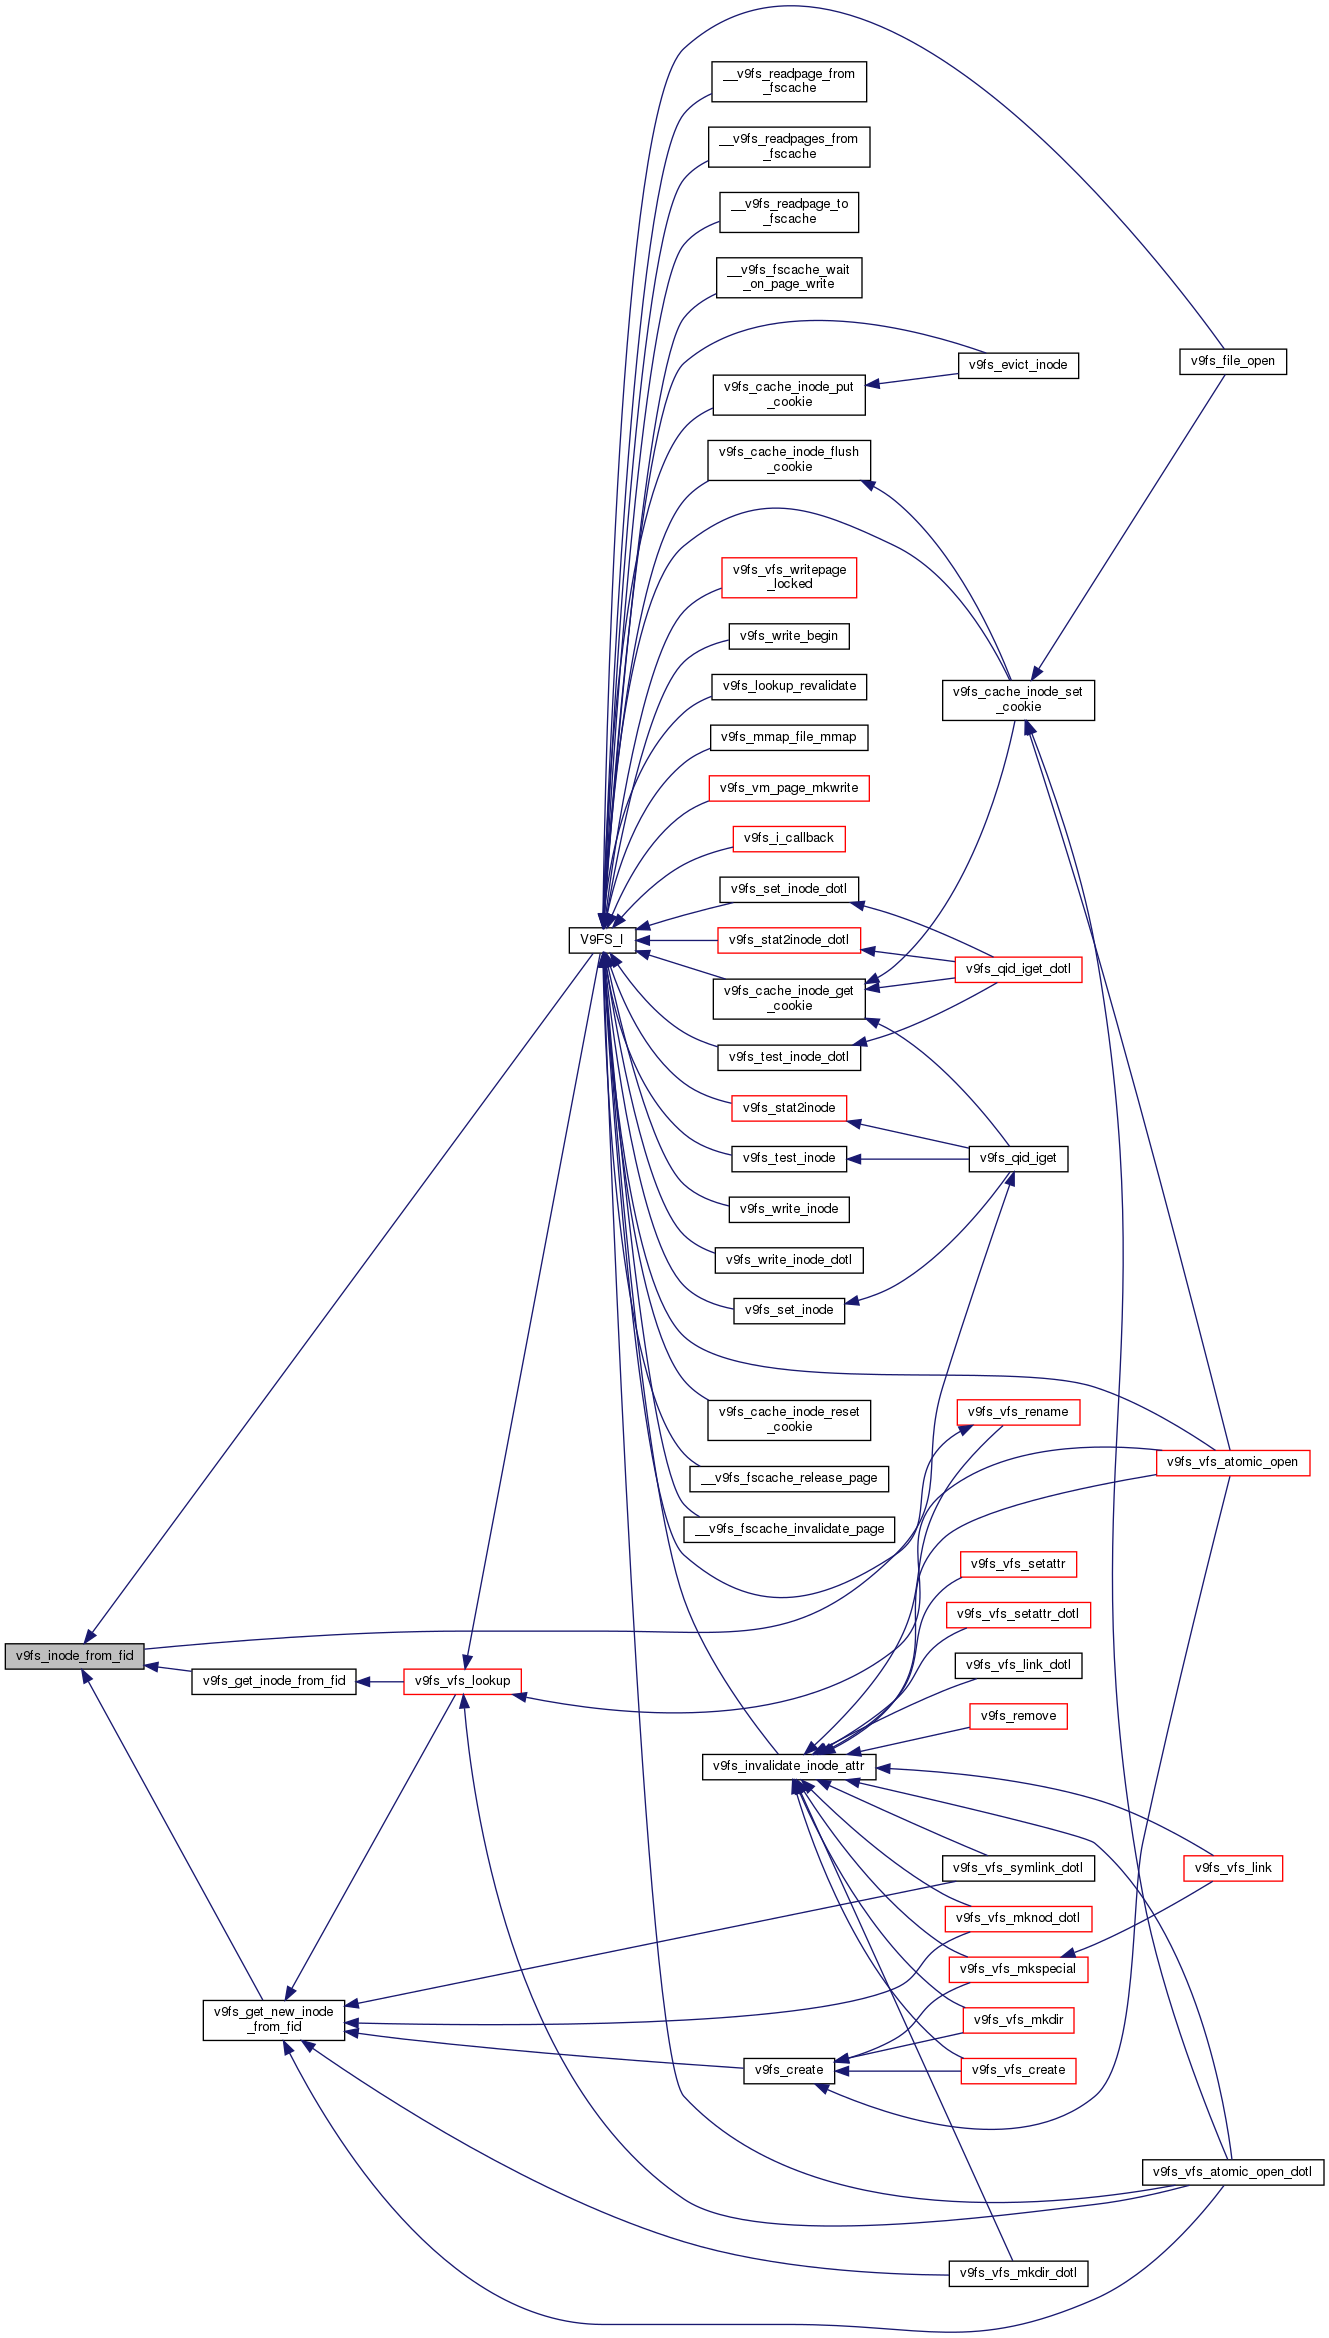 __v9fs_readpage_from
_fscache
__v9fs_readpages_from
_fscache
__v9fs_readpage_to
_fscache
__v9fs_fscache_wait
_on_page_write
v9fs_evict_inode
v9fs_file_open
v9fs_cache_inode_put
_cookie
v9fs_cache_inode_flush
_cookie
v9fs_vfs_writepage
_locked
v9fs_write_begin
v9fs_lookup_revalidate
v9fs_cache_inode_set
_cookie
v9fs_mmap_file_mmap
v9fs_vm_page_mkwrite
v9fs_i_callback
v9fs_set_inode_dotl
V9FS_I
v9fs_stat2inode_dotl
v9fs_qid_iget_dotl
v9fs_cache_inode_get
_cookie
v9fs_test_inode_dotl
v9fs_stat2inode
v9fs_test_inode
v9fs_qid_iget
v9fs_write_inode
v9fs_write_inode_dotl
v9fs_set_inode
v9fs_cache_inode_reset
_cookie
v9fs_vfs_rename
v9fs_vfs_atomic_open
__v9fs_fscache_release_page
__v9fs_fscache_invalidate_page
v9fs_vfs_setattr
v9fs_vfs_setattr_dotl
v9fs_inode_from_fid
v9fs_get_inode_from_fid
v9fs_vfs_lookup
v9fs_vfs_link_dotl
v9fs_remove
v9fs_invalidate_inode_attr
v9fs_vfs_symlink_dotl
v9fs_vfs_link
v9fs_vfs_mknod_dotl
v9fs_vfs_mkspecial
v9fs_get_new_inode
_from_fid
v9fs_vfs_mkdir
v9fs_create
v9fs_vfs_create
v9fs_vfs_atomic_open_dotl
v9fs_vfs_mkdir_dotl